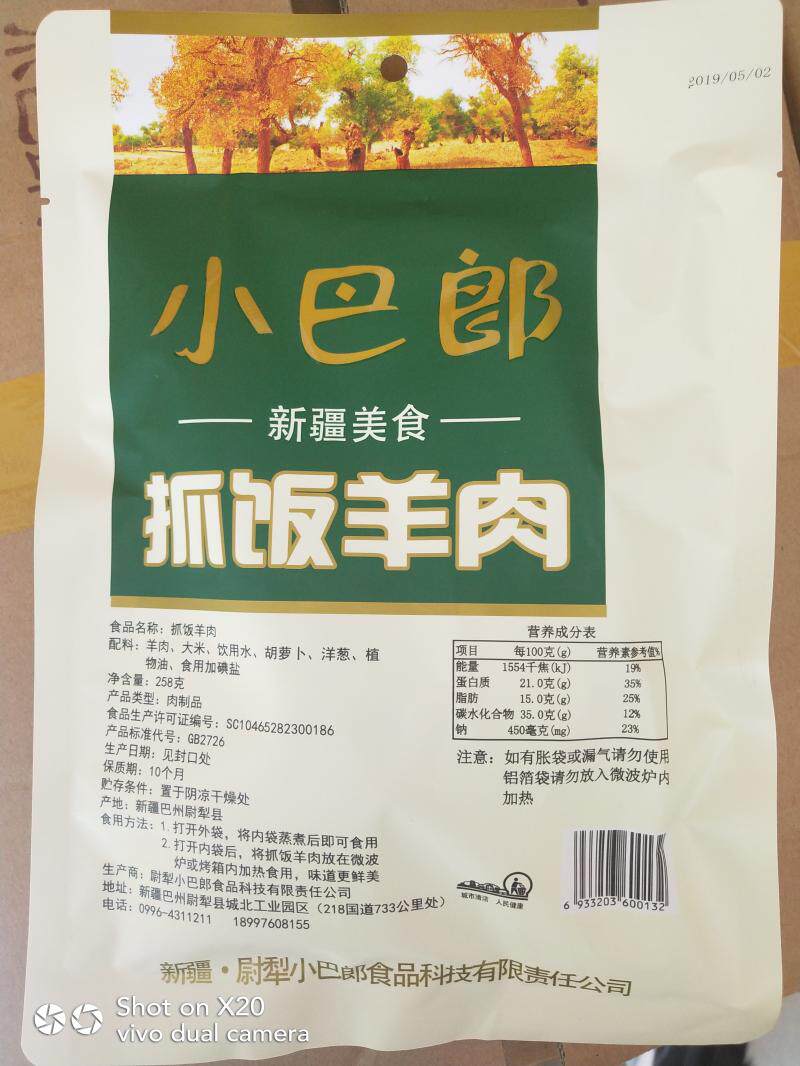 2019/05/02
小巴郎
新疆美食
抓饭羊肉
食品名称：抓饭羊肉
配料：羊肉、大米、饮用水、胡萝卜、洋葱、植
物油、食用加碘盐
净含量：258克
产品类型：肉制品
食品生产许可证编号：SC10465282300186
产品标准代号：GB2726
生产日期：见封口处
保质期：10个月
贮存条件：置于阴凉干燥处
产地：新疆巴州尉犁县
食用方法：1.打开外袋，将内袋蒸煮后即可食用
2.打开内袋后，将抓饭羊肉放在微波
炉或烤箱内加热食用，味道更鲜美
生产商：尉犁小巴郎食品科技有限责任公司
地址：新疆巴州尉犁县城北工业园区（218国道733公里处）
电话：0996-4311211 18997608155
营养成分表
项目 每100克(g) 营养素参考值%
能量 1554千焦(kJ) 19%
蛋白质 21.0克(g) 35%
脂肪 15.0克(g) 25%
碳水化合物 35.0克(g) 12%
钠 450毫克(mg) 23%
注意：如有胀袋或漏气请勿使用
铝箔袋请勿放入微波炉内
加热
城市清洁 人民健康
6 933203 600132
新疆·尉犁小巴郎食品科技有限责任公司
Shot on X20
vivo dual camera